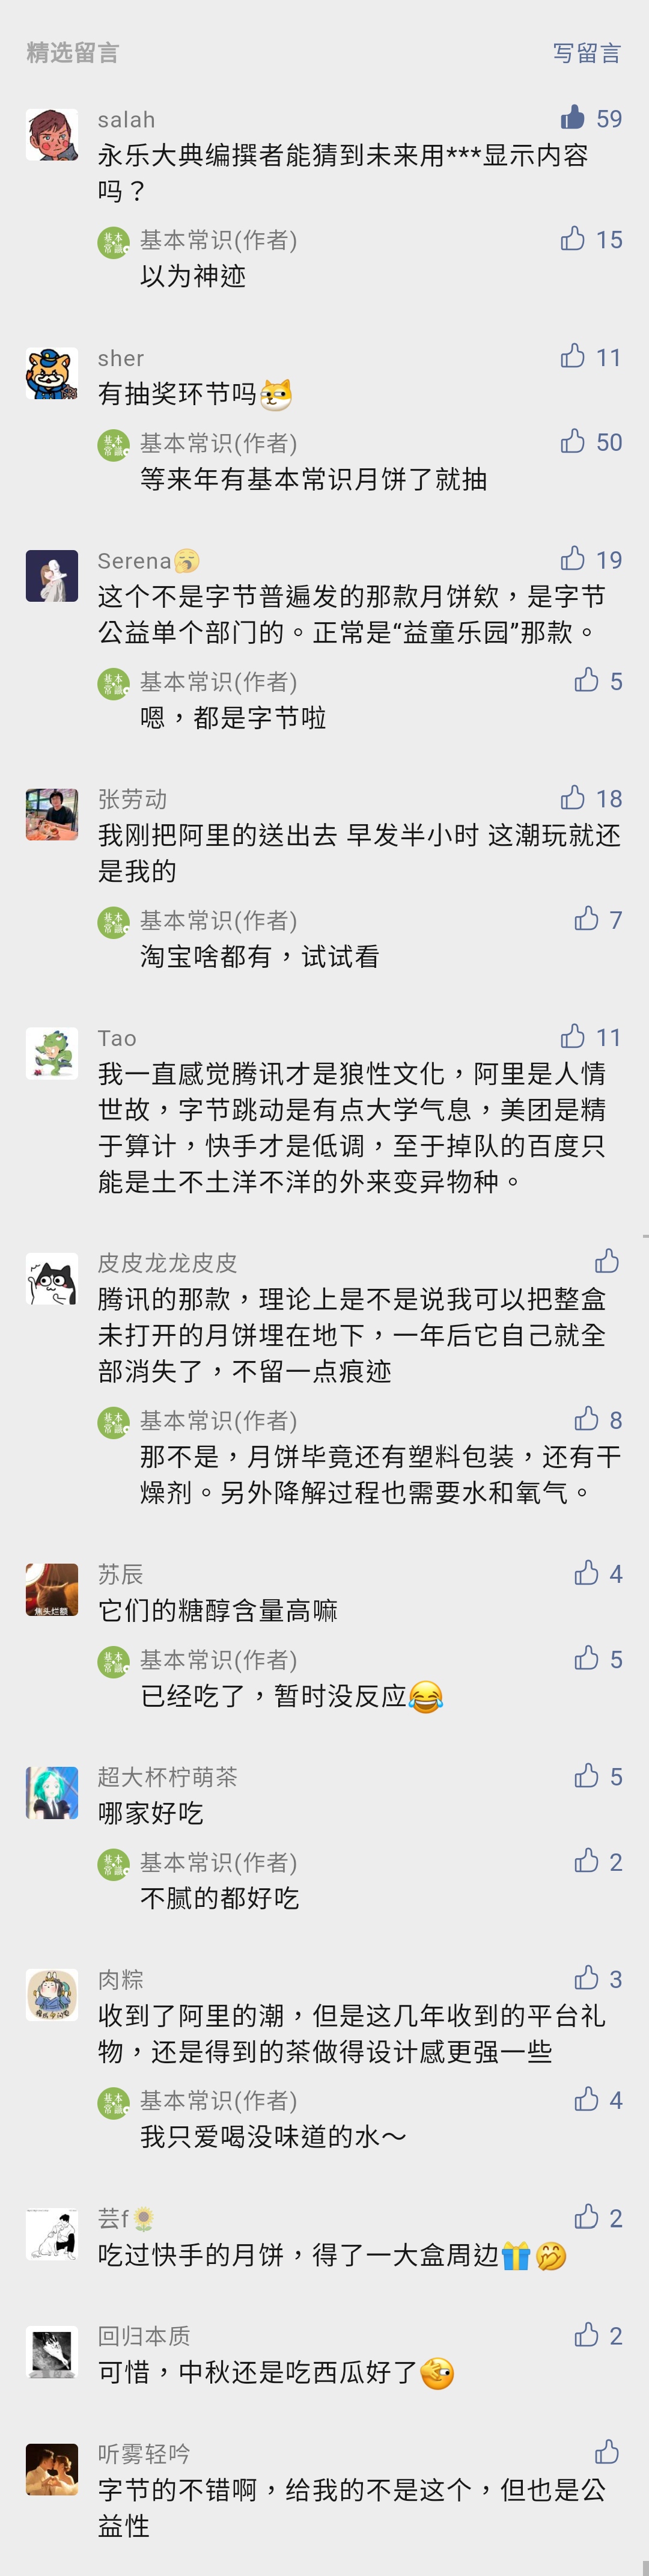 精选留言
写留言
salah
59
永乐大典编撰者能猜到未来用***显示内容
吗？
基本常识(作者)
15
以为神迹
sher
11
有抽奖环节吗
基本常识(作者)
50
等来年有基本常识月饼了就抽
Serena🥱
19
这个不是字节普遍发的那款月饼欸，是字节
公益单个部门的。正常是“益童乐园”那款。
基本常识(作者)
5
嗯，都是字节啦
张劳动
18
我刚把阿里的送出去 早发半小时 这潮玩就还
是我的
基本常识(作者)
7
淘宝啥都有，试试看
Tao
11
我一直感觉腾讯才是狼性文化，阿里是人情
世故，字节跳动是有点大学气息，美团是精
于算计，快手才是低调，至于掉队的百度只
能是土不土洋不洋的外来变异物种。
皮皮龙龙皮皮
腾讯的那款，理论上是不是说我可以把整盒
未打开的月饼埋在地下，一年后它自己就全
部消失了，不留一点痕迹
基本常识(作者)
8
那不是，月饼毕竟还有塑料包装，还有干
燥剂。另外降解过程也需要水和氧气。
苏辰
4
焦头烂额
它们的糖醇含量高嘛
基本常识(作者)
5
已经吃了，暂时没反应😂
超大杯柠萌茶
5
哪家好吃
基本常识(作者)
2
不腻的都好吃
肉粽
3
收到了阿里的潮，但是这几年收到的平台礼
物，还是得到的茶做得设计感更强一些
基本常识(作者)
4
我只爱喝没味道的水～
芸f🌻
2
吃过快手的月饼，得了一大盒周边🎁🤭
回归本质
2
可惜，中秋还是吃西瓜好了
听雾轻吟
字节的不错啊，给我的不是这个，但也是公
益性